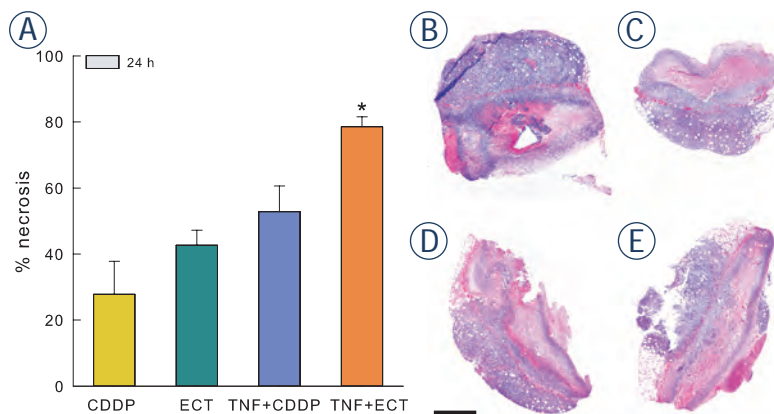 A
B
C
100
24 h
*
80
60
% necrosis
40
20
0
CDDP
ECT
TNF+CDDP
TNF+ECT
D
E